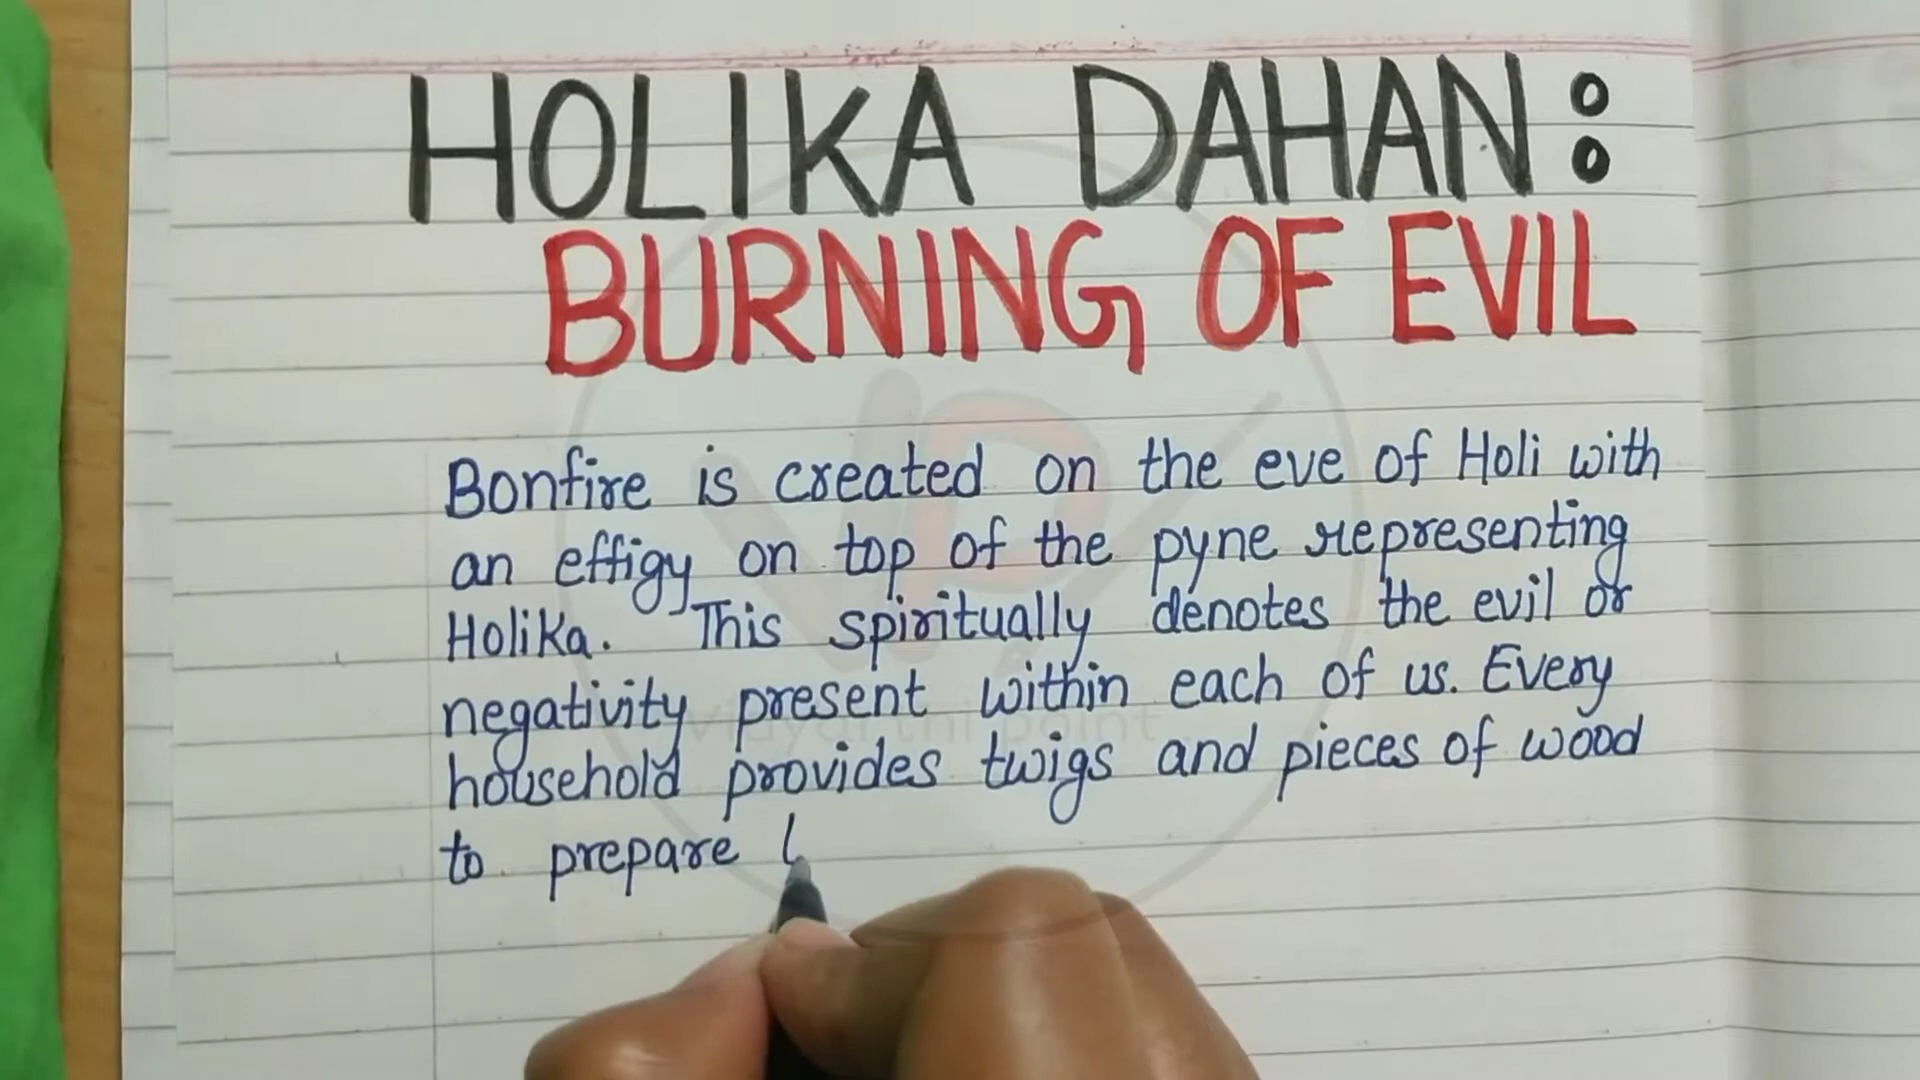 HOLIKA DAHAN:
BURNING OF EVIL
Bonfire is created on the eve of Holi with
an effigy on top of the pyne representing
Holika. This spiritually denotes the evil or
negativity present within each of us. Every
household provides twigs and pieces of wood
to prepare
Vidyarthi point